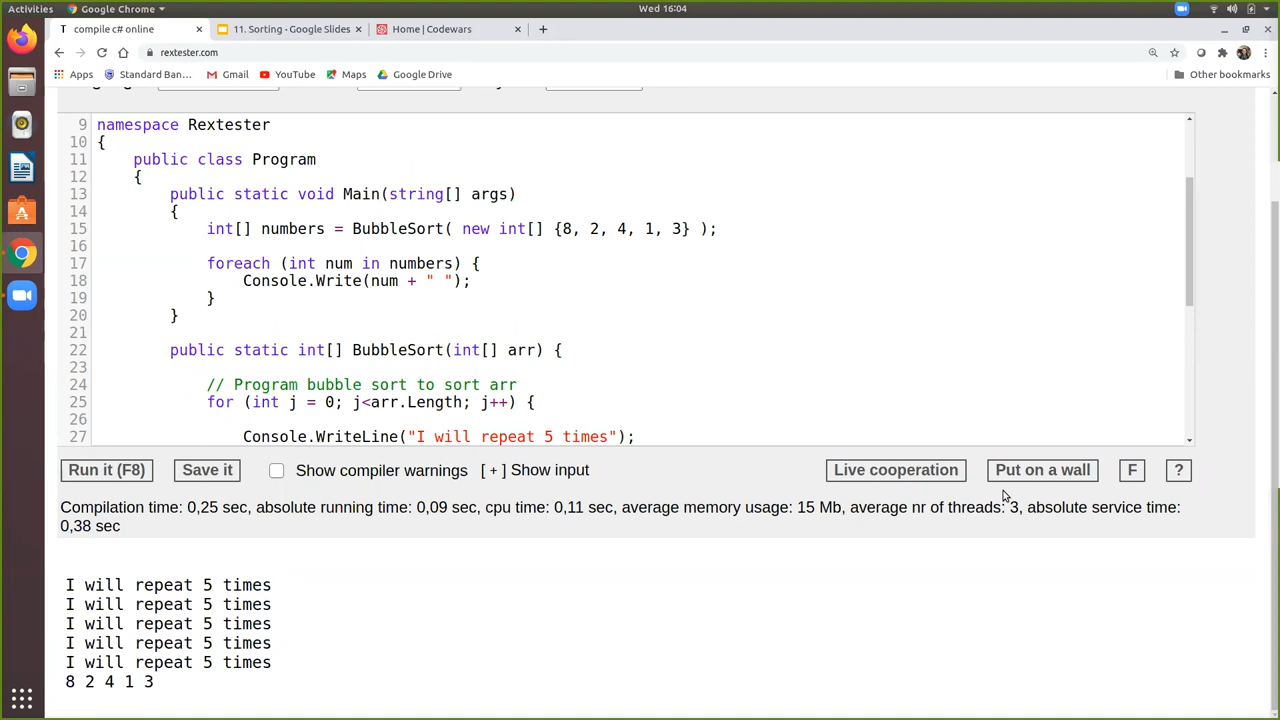 Activities
Google Chrome
Wed 16:04
T compile c# online
11. Sorting - Google Slides
Home | Codewars
rextester.com
Apps
Standard Ban...
Gmail
YouTube
Maps
Google Drive
Other bookmarks
9 namespace Rextester
10 {
11 public class Program
12 {
13 public static void Main(string[] args)
14 {
15 int[] numbers = BubbleSort( new int[] {8, 2, 4, 1, 3} );
16
17 foreach (int num in numbers) {
18 Console.Write(num + " ");
19 }
20 }
21
22 public static int[] BubbleSort(int[] arr) {
23
24 // Program bubble sort to sort arr
25 for (int j = 0; j<arr.Length; j++) {
26
27 Console.WriteLine("I will repeat 5 times");
Run it (F8)
Save it
Show compiler warnings
[ + ] Show input
Live cooperation
Put on a wall
F
?
Compilation time: 0,25 sec, absolute running time: 0,09 sec, cpu time: 0,11 sec, average memory usage: 15 Mb, average nr of threads: 3, absolute service time:
0,38 sec
I will repeat 5 times
I will repeat 5 times
I will repeat 5 times
I will repeat 5 times
I will repeat 5 times
8 2 4 1 3